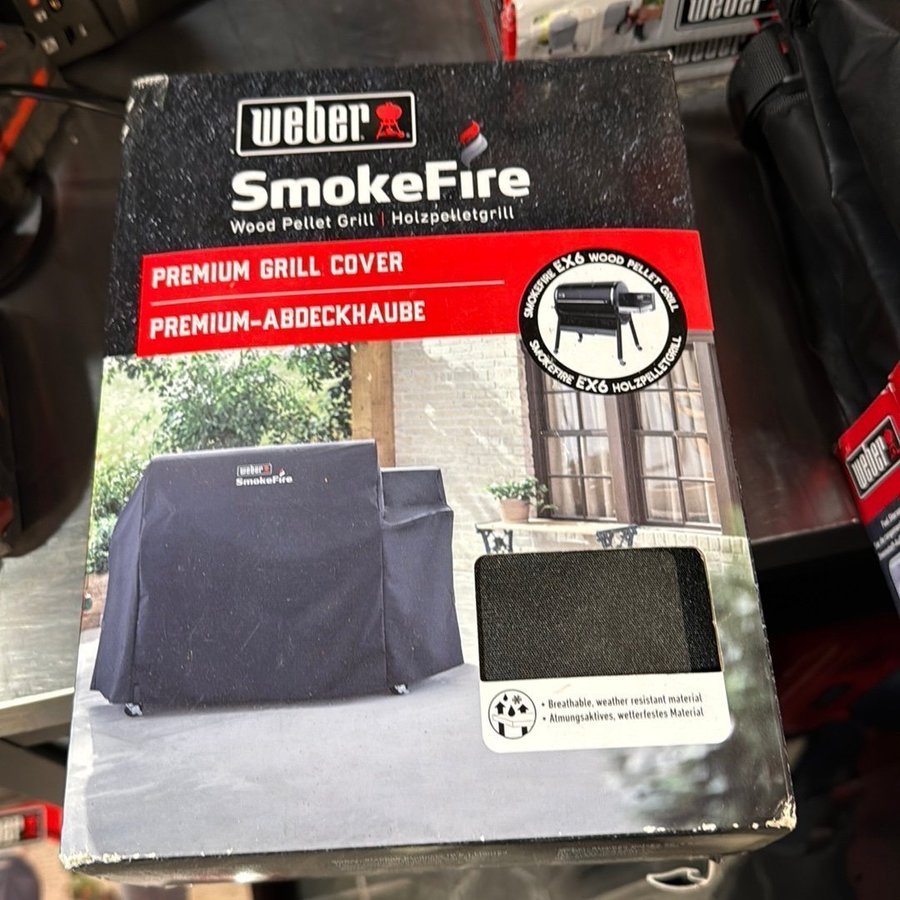 weber
weber
SmokeFire
Wood Pellet Grill | Holzpelletgrill
PREMIUM GRILL COVER
PREMIUM-ABDECKHAUBE
SMOKEFIRE EX6 WOOD PELLET GRILL
SMOKEFIRE EX6 HOLZPELLETGRILL
weber
SmokeFire
• Breathable, weather resistant material
• Atmungsaktives, wetterfestes Material
weber